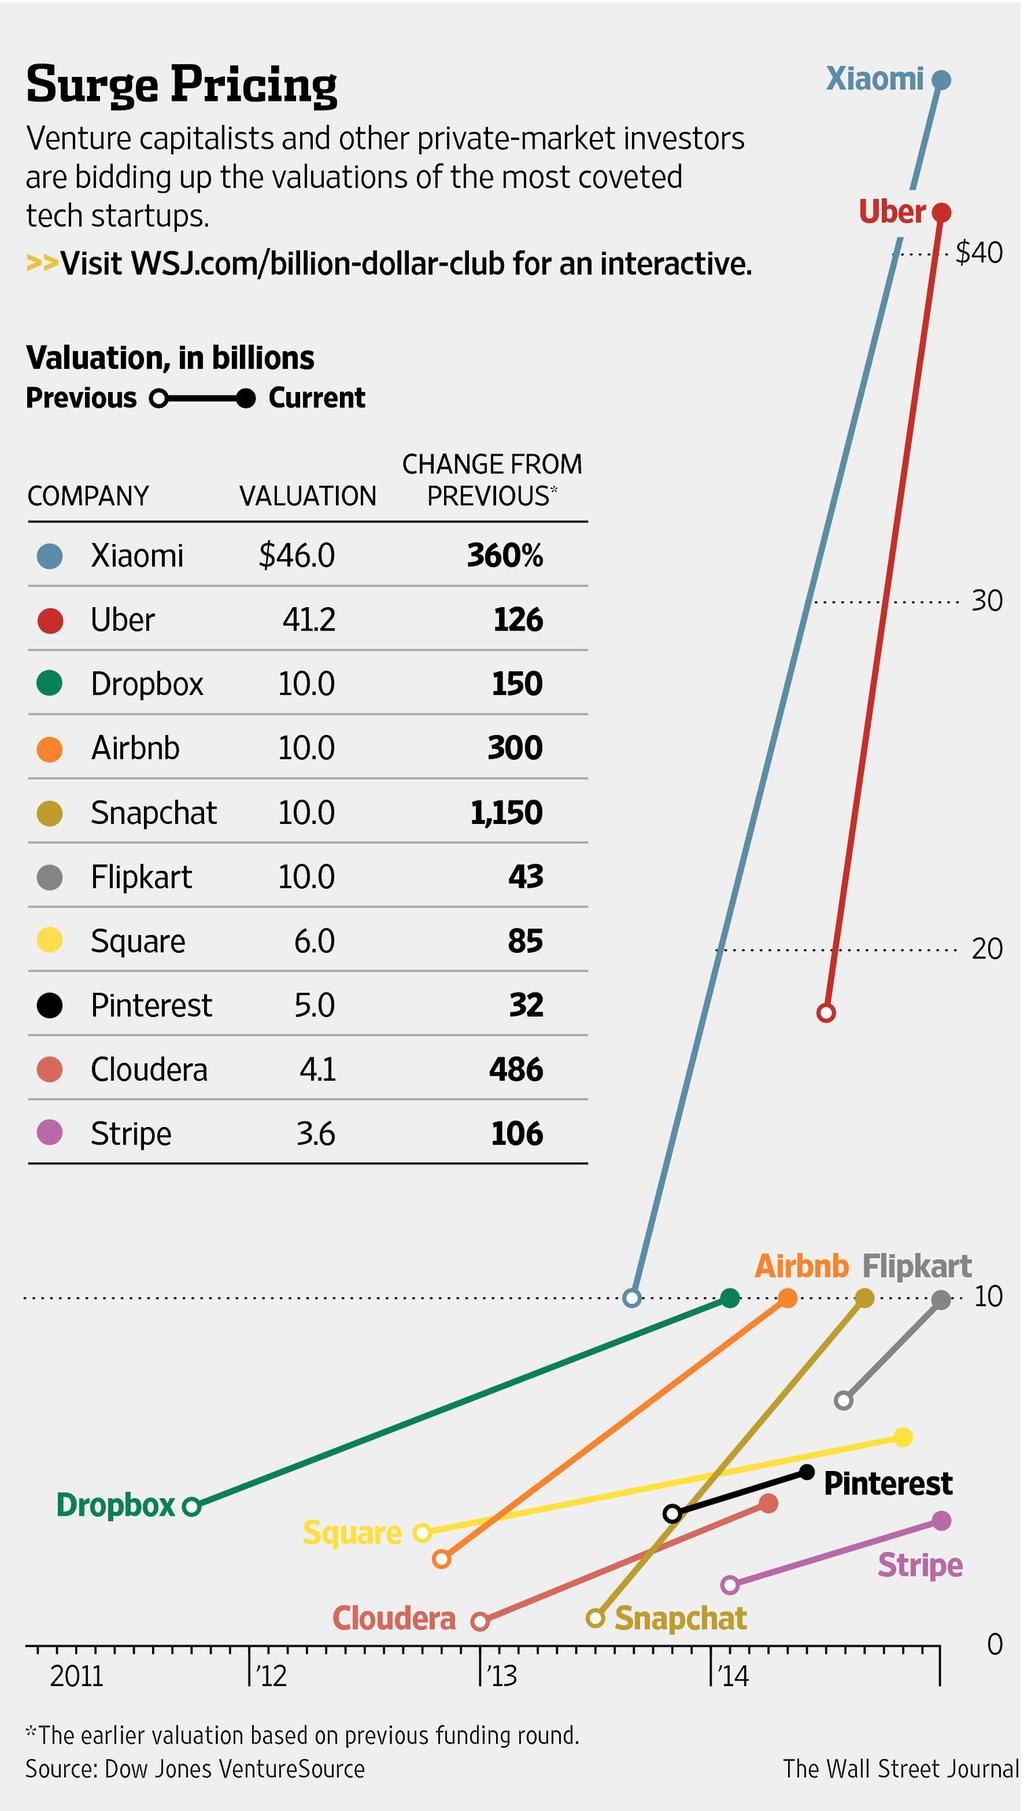 Surge Pricing
Venture capitalists and other private-market investors
are bidding up the valuations of the most coveted
tech startups.
>>Visit WSJ.com/billion-dollar-club for an interactive.
Valuation, in billions
Previous Current
COMPANY VALUATION CHANGE FROM PREVIOUS*
Xiaomi $46.0 360%
Uber 41.2 126
Dropbox 10.0 150
Airbnb 10.0 300
Snapchat 10.0 1,150
Flipkart 10.0 43
Square 6.0 85
Pinterest 5.0 32
Cloudera 4.1 486
Stripe 3.6 106
Xiaomi
Uber
$40
30
20
Airbnb Flipkart
10
Pinterest
Dropbox
Square
Stripe
Cloudera
Snapchat
0
2011 '12 '13 '14
*The earlier valuation based on previous funding round.
Source: Dow Jones VentureSource
The Wall Street Journal